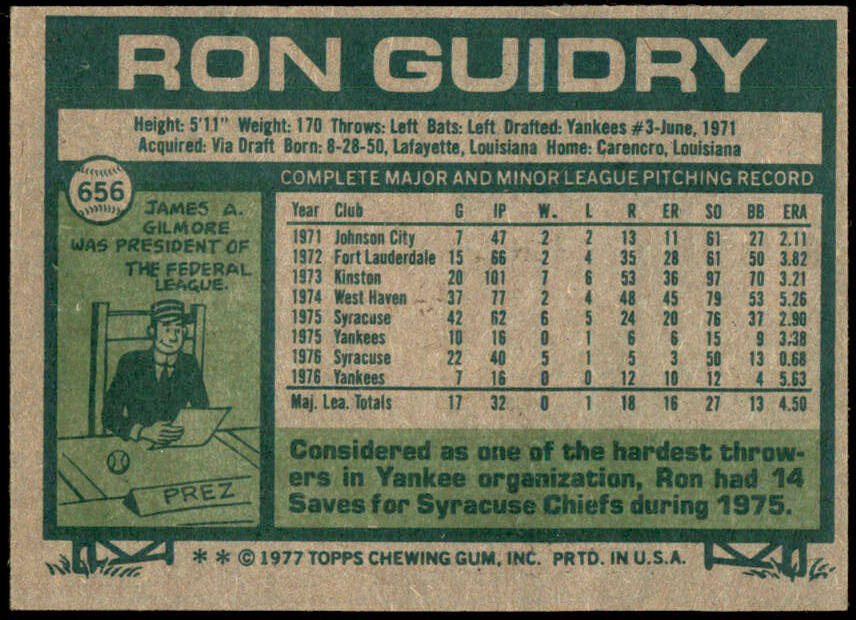 RON GUIDRY
Height: 5'11" Weight: 170 Throws: Left Bats: Left Drafted: Yankees #3-June, 1971
Acquired: Via Draft Born: 8-28-50, Lafayette, Louisiana Home: Carencro, Louisiana
656
JAMES A.
GILMORE
WAS PRESIDENT OF
THE FEDERAL
LEAGUE.
PREZ
COMPLETE MAJOR AND MINOR LEAGUE PITCHING RECORD
Year Club G IP W. L R ER SO BB ERA
1971 Johnson City 7 47 2 2 13 11 61 27 2.11
1972 Fort Lauderdale 15 66 2 4 35 28 61 50 3.82
1973 Kinston 20 101 7 6 53 36 97 70 3.21
1974 West Haven 37 77 2 4 48 45 79 53 5.26
1975 Syracuse 42 62 6 5 24 20 76 37 2.90
1975 Yankees 10 16 0 1 6 6 15 9 3.38
1976 Syracuse 22 40 5 1 5 3 50 13 0.68
1976 Yankees 7 16 0 0 12 10 12 4 5.63
Maj. Lea. Totals 17 32 0 1 18 16 27 13 4.50
Considered as one of the hardest throw-
ers in Yankee organization, Ron had 14
Saves for Syracuse Chiefs during 1975.
* * © 1977 TOPPS CHEWING GUM, INC. PRTD. IN U.S.A.